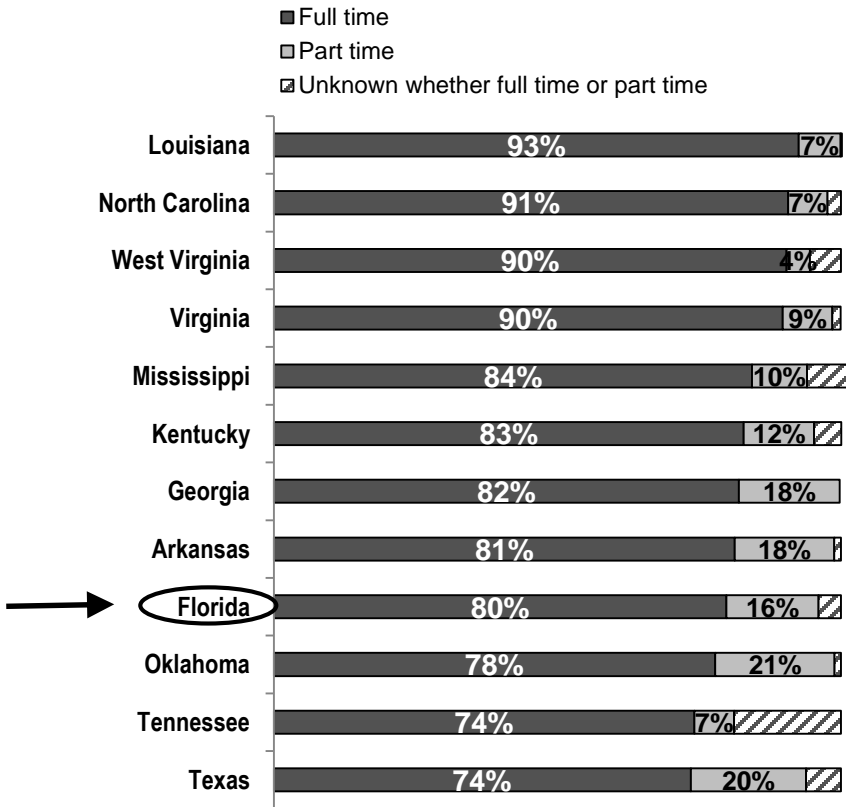 Full time
Part time
Unknown whether full time or part time
Louisiana 93% 7%
North Carolina 91% 7%
West Virginia 90% 4%
Virginia 90% 9%
Mississippi 84% 10%
Kentucky 83% 12%
Georgia 82% 18%
Arkansas 81% 18%
Florida 80% 16%
Oklahoma 78% 21%
Tennessee 74% 7%
Texas 74% 20%